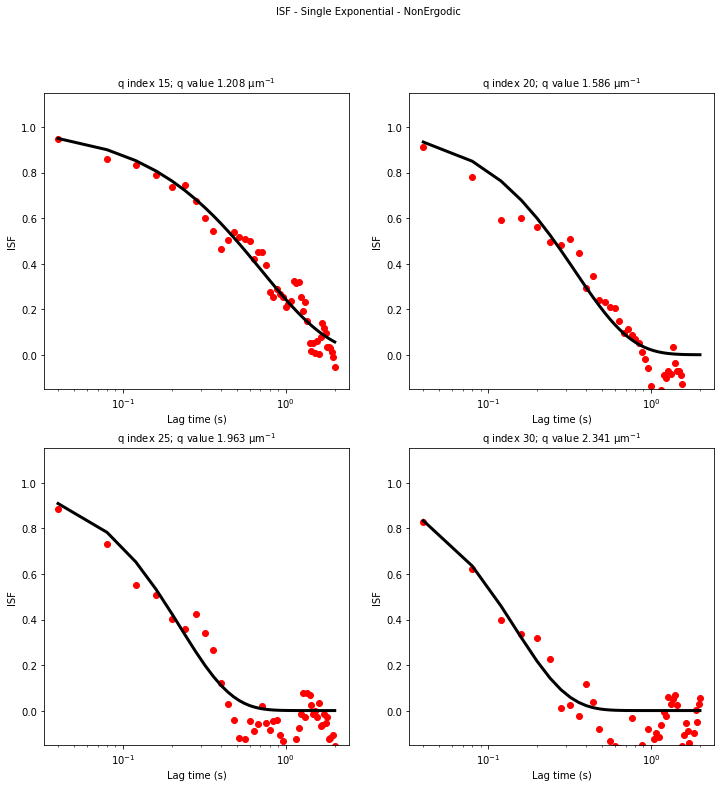 ISF - Single Exponential - NonErgodic
q index 15; q value 1.208 μm⁻¹
q index 20; q value 1.586 μm⁻¹
1.0
0.8
0.6
0.4
0.2
0.0
ISF
10⁻¹
10⁰
Lag time (s)
1.0
0.8
0.6
0.4
0.2
0.0
ISF
10⁻¹
10⁰
Lag time (s)
q index 25; q value 1.963 μm⁻¹
q index 30; q value 2.341 μm⁻¹
1.0
0.8
0.6
0.4
0.2
0.0
ISF
10⁻¹
10⁰
Lag time (s)
1.0
0.8
0.6
0.4
0.2
0.0
ISF
10⁻¹
10⁰
Lag time (s)